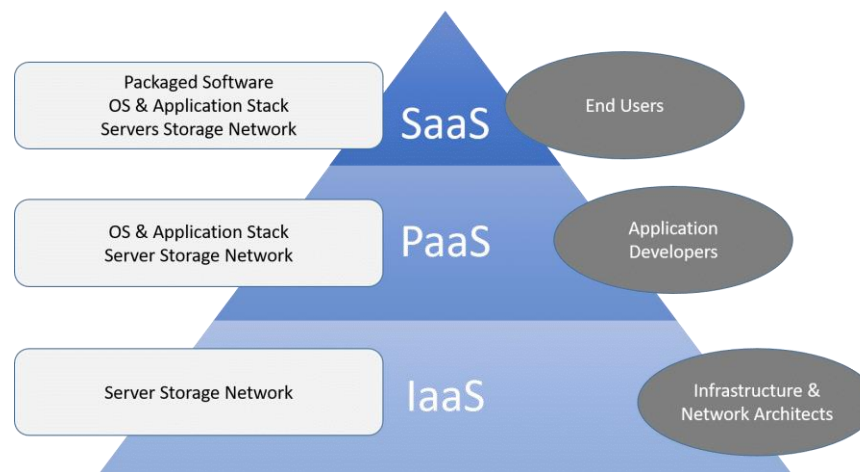 Packaged Software
OS & Application Stack
Servers Storage Network
SaaS
End Users
OS & Application Stack
Server Storage Network
PaaS
Application
Developers
Server Storage Network
IaaS
Infrastructure &
Network Architects